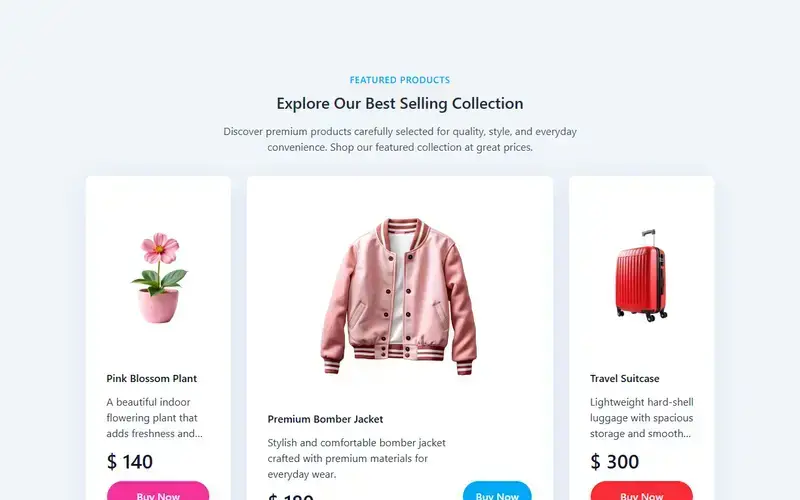 FEATURED PRODUCTS
Explore Our Best Selling Collection
Discover premium products carefully selected for quality, style, and everyday
convenience. Shop our featured collection at great prices.
Pink Blossom Plant
A beautiful indoor
flowering plant that
adds freshness and...
$ 140
Buy Now
Premium Bomber Jacket
Stylish and comfortable bomber jacket
crafted with premium materials for
everyday wear.
Buy Now
Travel Suitcase
Lightweight hard-shell
luggage with spacious
storage and smooth...
$ 300
Buy Now